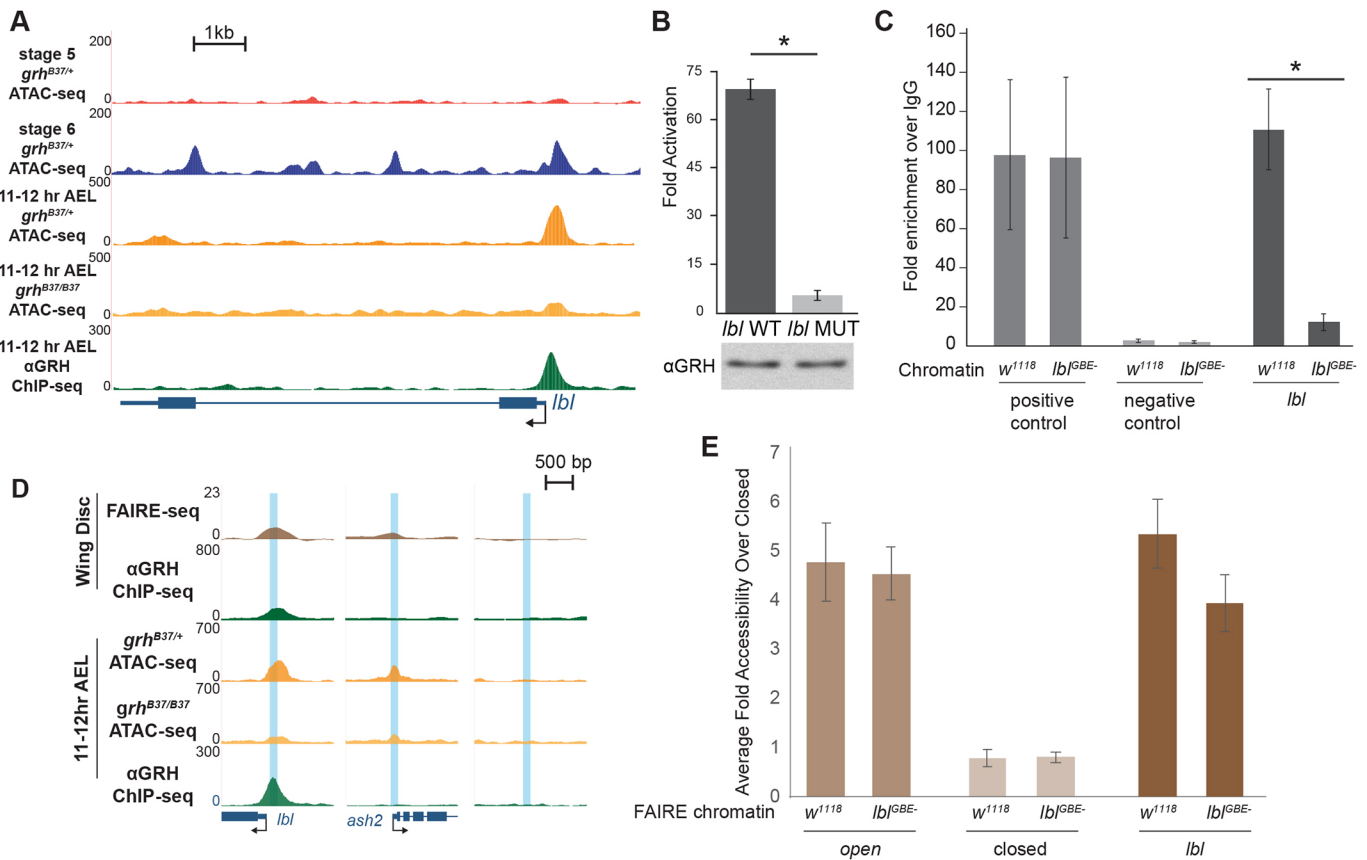 A
1kb
200
stage 5
grhB37/+
ATAC-seq
0
200
stage 6
grhB37/+
ATAC-seq
0
500
11-12 hr AEL
grhB37/+
ATAC-seq
0
500
11-12 hr AEL
grhB37/B37
ATAC-seq
0
300
11-12 hr AEL
αGRH
ChIP-seq
0
lbl
B
*
Fold Activation
75
60
45
30
15
0
lbl WT lbl MUT
αGRH
C
*
Fold enrichment over IgG
160
140
120
100
80
60
40
20
0
Chromatin w1118 lblGBE- w1118 lblGBE- w1118 lblGBE-
positive control
negative control
lbl
D
500 bp
Wing Disc
FAIRE-seq
23
0
αGRH
ChIP-seq
800
0
11-12hr AEL
grhB37/+
ATAC-seq
700
0
grhB37/B37
ATAC-seq
700
0
αGRH
ChIP-seq
300
0
lbl
ash2
E
Average Fold Accessibility Over Closed
7
6
5
4
3
2
1
0
FAIRE chromatin w1118 lblGBE- w1118 lblGBE- w1118 lblGBE-
open closed lbl